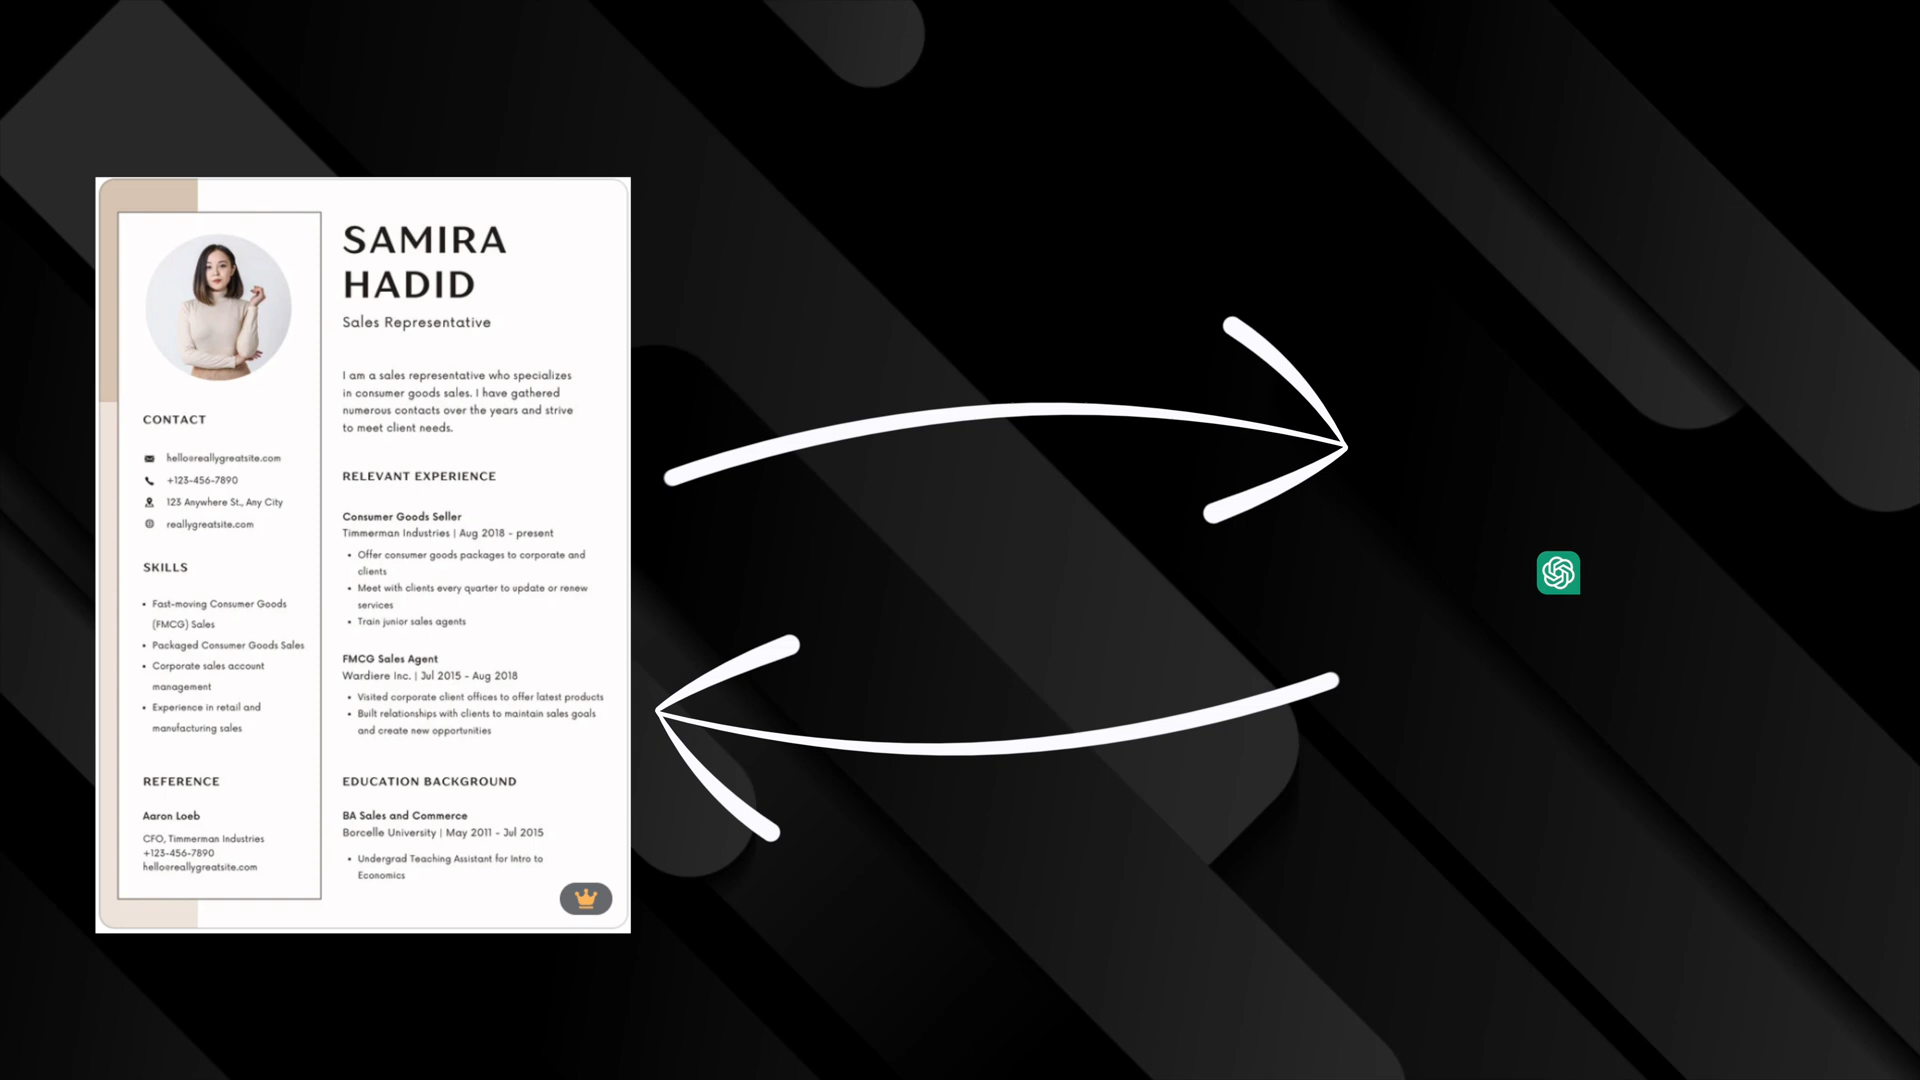 SAMIRA
HADID
Sales Representative
I am a sales representative who specializes
in consumer goods sales. I have gathered
numerous contacts over the years and strive
to meet client needs.
CONTACT
hello@reallygreatsite.com
+123-456-7890
123 Anywhere St., Any City
reallygreatsite.com
SKILLS
• Fast-moving Consumer Goods
(FMCG) Sales
• Packaged Consumer Goods Sales
• Corporate sales account
management
• Experience in retail and
manufacturing sales
REFERENCE
Aaron Loeb
CFO, Timmerman Industries
+123-456-7890
hello@reallygreatsite.com
RELEVANT EXPERIENCE
Consumer Goods Seller
Timmerman Industries | Aug 2018 - present
• Offer consumer goods packages to corporate and
clients
• Meet with clients every quarter to update or renew
services
• Train junior sales agents
FMCG Sales Agent
Wardiere Inc. | Jul 2015 - Aug 2018
• Visited corporate client offices to offer latest products
• Built relationships with clients to maintain sales goals
and create new opportunities
EDUCATION BACKGROUND
BA Sales and Commerce
Borcelle University | May 2011 - Jul 2015
• Undergrad Teaching Assistant for Intro to
Economics